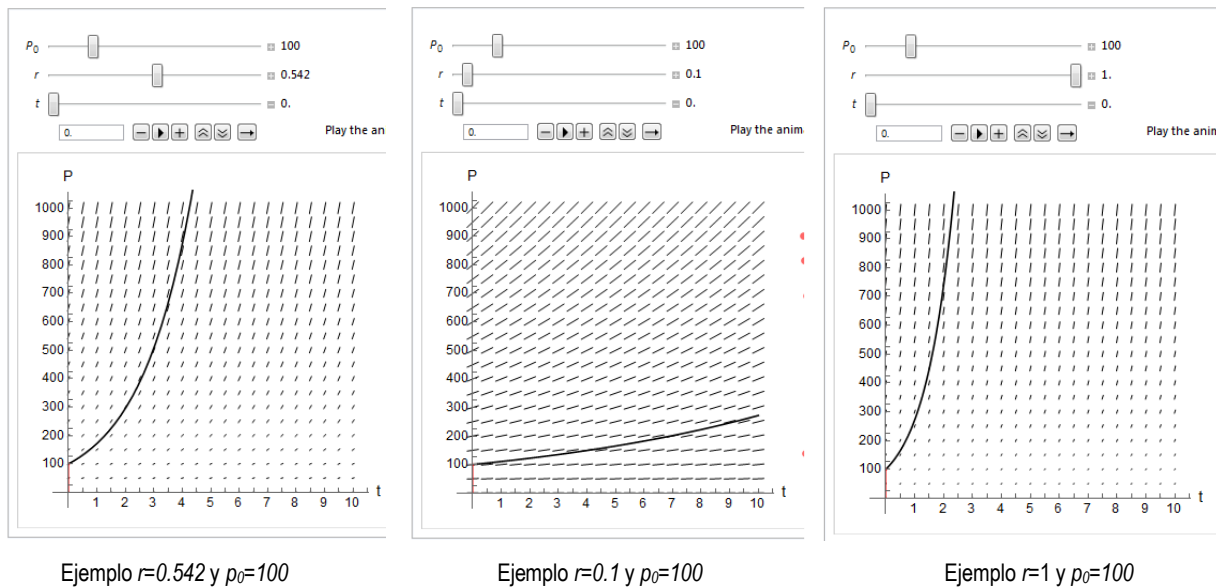 P0 100
r 0.542
t 0.
0.
Play the an
P
1000
900
800
700
600
500
400
300
200
100
1 2 3 4 5 6 7 8 9 10 t
Ejemplo r=0.542 y p0=100
P0 100
r 0.1
t 0.
0.
Play the anima
P
1000
900
800
700
600
500
400
300
200
100
1 2 3 4 5 6 7 8 9 10 t
Ejemplo r=0.1 y p0=100
P0 100
r 1.
t 0.
0.
Play the anima
P
1000
900
800
700
600
500
400
300
200
100
1 2 3 4 5 6 7 8 9 10 t
Ejemplo r=1 y p0=100